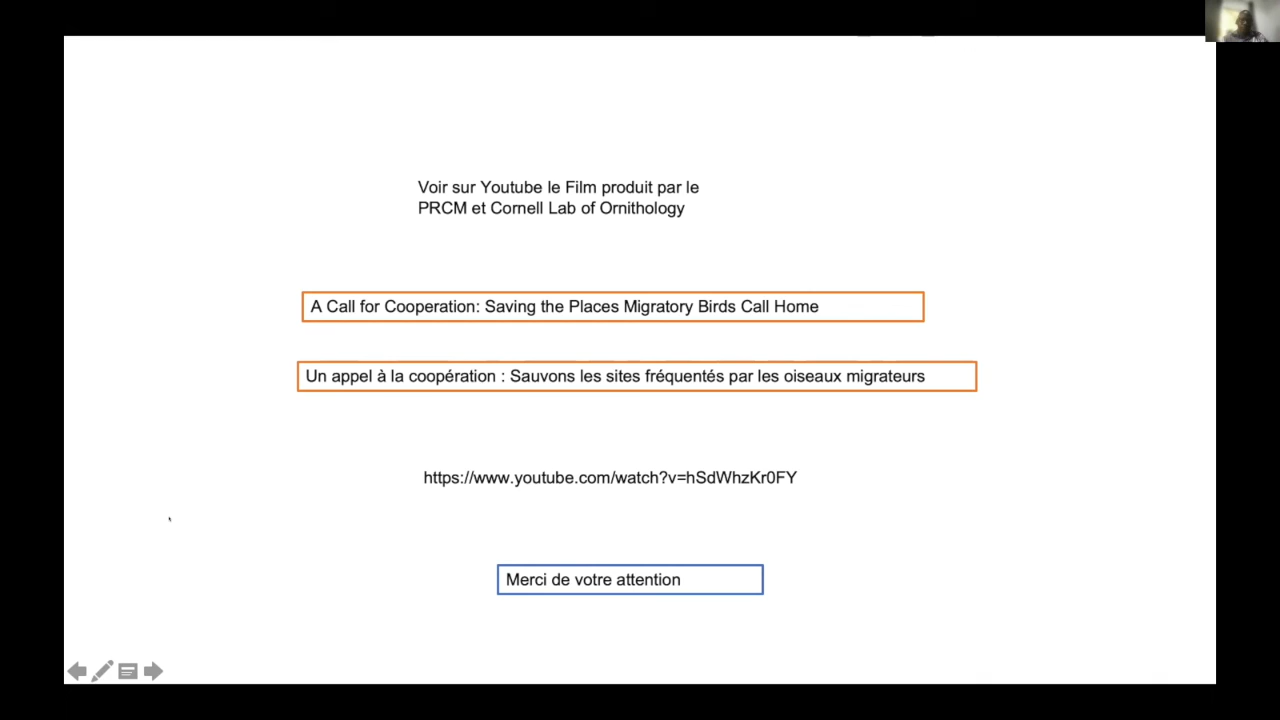 Voir sur Youtube le Film produit par le
PRCM et Cornell Lab of Ornithology
A Call for Cooperation: Saving the Places Migratory Birds Call Home
Un appel à la coopération : Sauvons les sites fréquentés par les oiseaux migrateurs
https://www.youtube.com/watch?v=hSdWhzKr0FY
Merci de votre attention